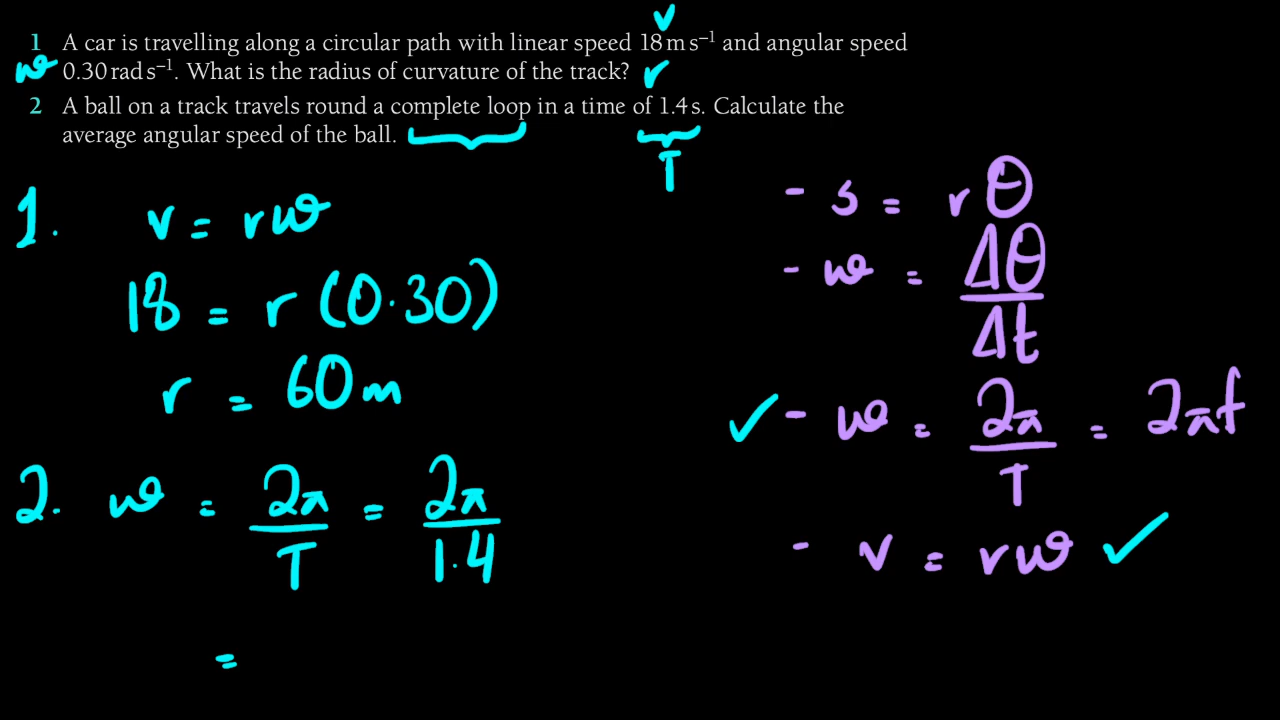 v
1 A car is travelling along a circular path with linear speed 18 m s⁻¹ and angular speed
ω 0.30 rad s⁻¹. What is the radius of curvature of the track? r
2 A ball on a track travels round a complete loop in a time of 1.4 s. Calculate the
average angular speed of the ball.
T
1. v = rω
18 = r (0.30)
r = 60m
2. ω = 2π/T = 2π/1.4
=
- s = rθ
- ω = Δθ/Δt
✓ - ω = 2π/T = 2πf
- v = rω ✓